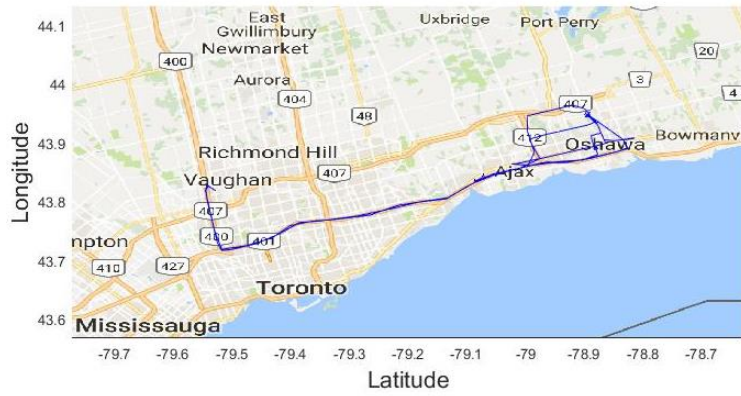 44.1
44
43.9
43.8
43.7
43.6
Longitude
East
Gwillimbury
Newmarket
Uxbridge
Port Perry
400
20
3
4
Aurora
404
48
407
412
Bowmanv
Oshawa
Richmond Hill
407
Ajax
Vaughan
407
400
401
npton
410
427
Toronto
Mississauga
-79.7 -79.6 -79.5 -79.4 -79.3 -79.2 -79.1 -79 -78.9 -78.8 -78.7
Latitude